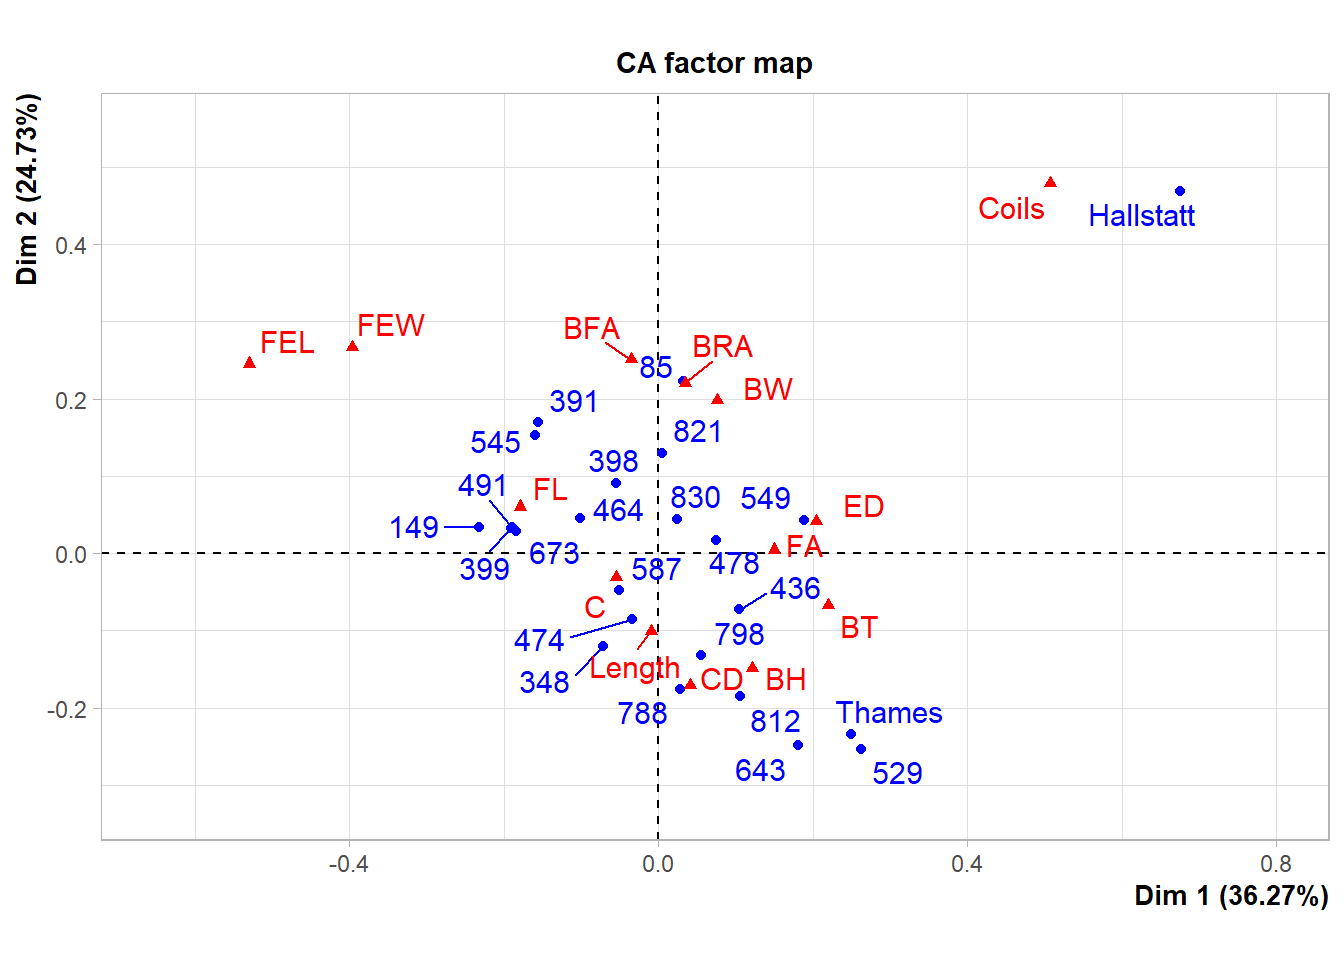 CA factor map
Dim 2 (24.73%)
Coils
Hallstatt
0.4
FEW
BFA
FEL
BRA
85
BW
391
0.2
821
545
398
491
FL
830
549
464
ED
149
673
0.0
FA
399
587
478
436
C
BT
474
798
Length
348
CD
BH
-0.2
788
Thames
812
643
529
-0.4
0.0
0.4
0.8
Dim 1 (36.27%)